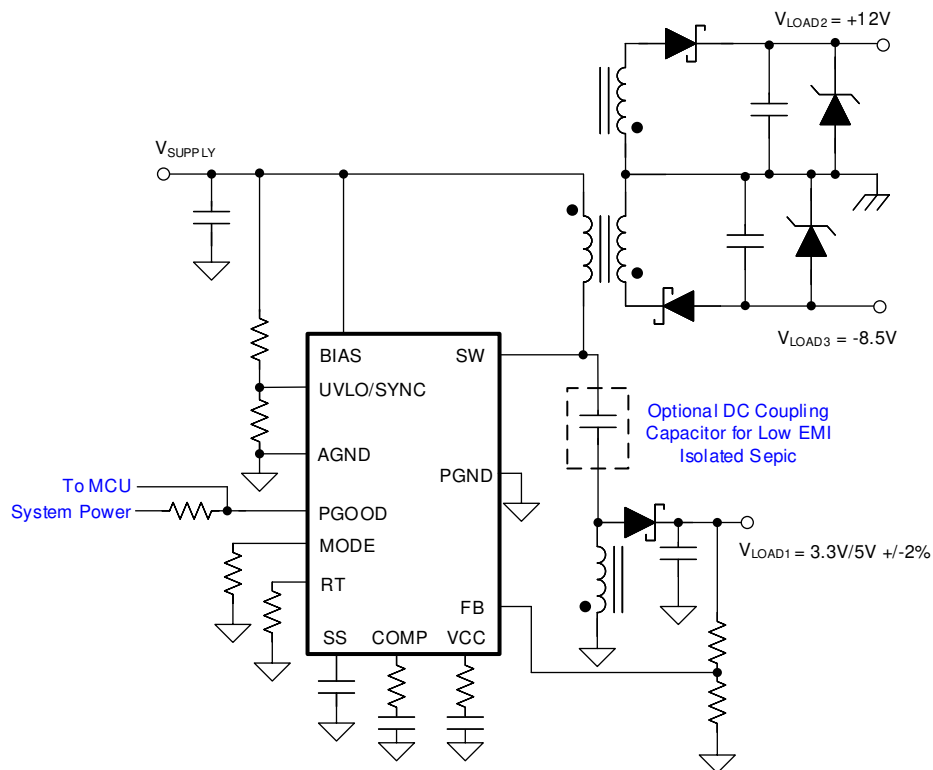 VLOAD2 = +12V
VSUPPLY
VLOAD3 = -8.5V
BIAS
SW
UVLO/SYNC
Optional DC Coupling
Capacitor for Low EMI
Isolated Sepic
AGND
PGND
To MCU
System Power
PGOOD
MODE
VLOAD1 = 3.3V/5V +/-2%
RT
FB
SS
COMP
VCC